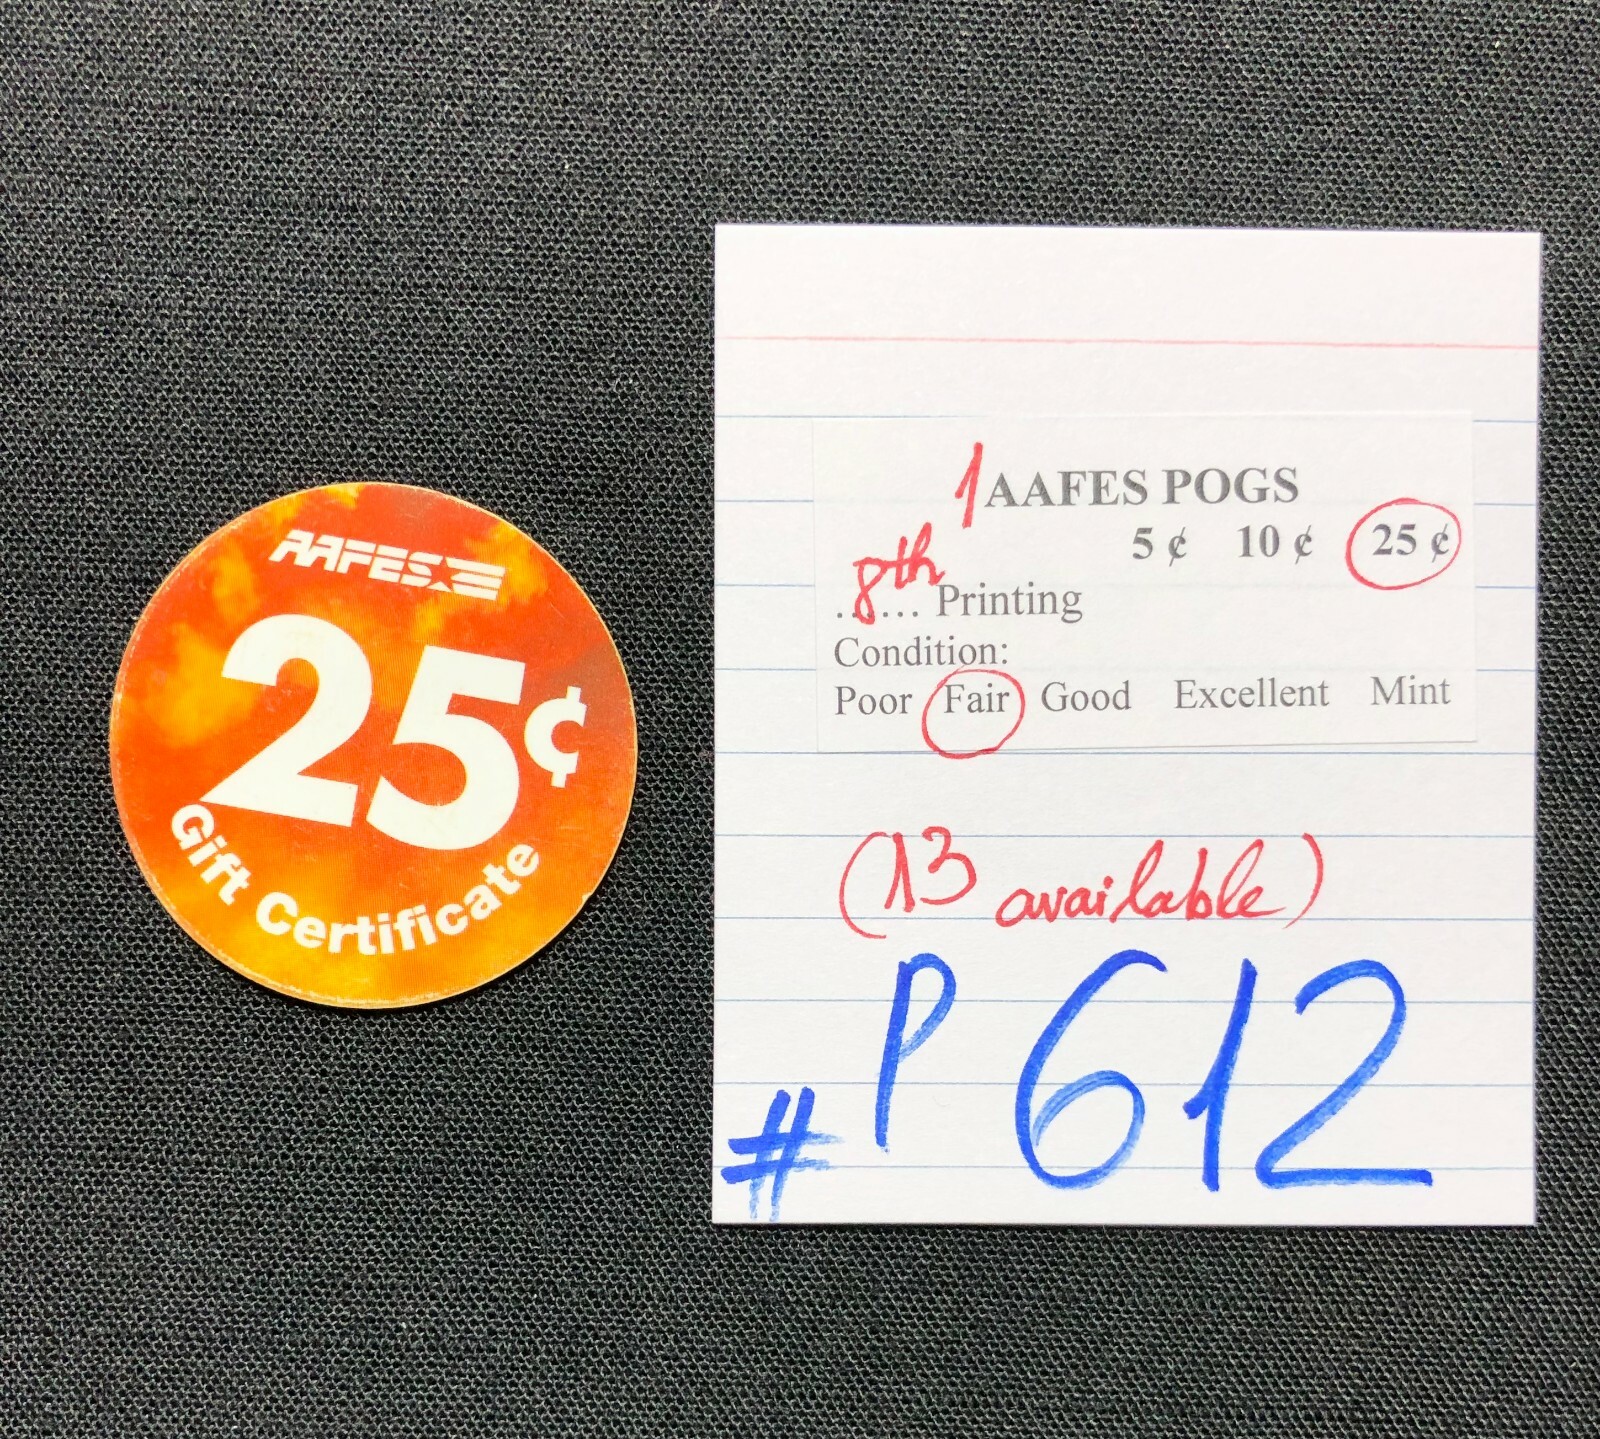 AAFES
25¢
Gift Certificate
1 AAFES POGS
5 ¢ 10 ¢ 25 ¢
8th ...... Printing
Condition:
Poor Fair Good Excellent Mint
(13 available)
# P 612